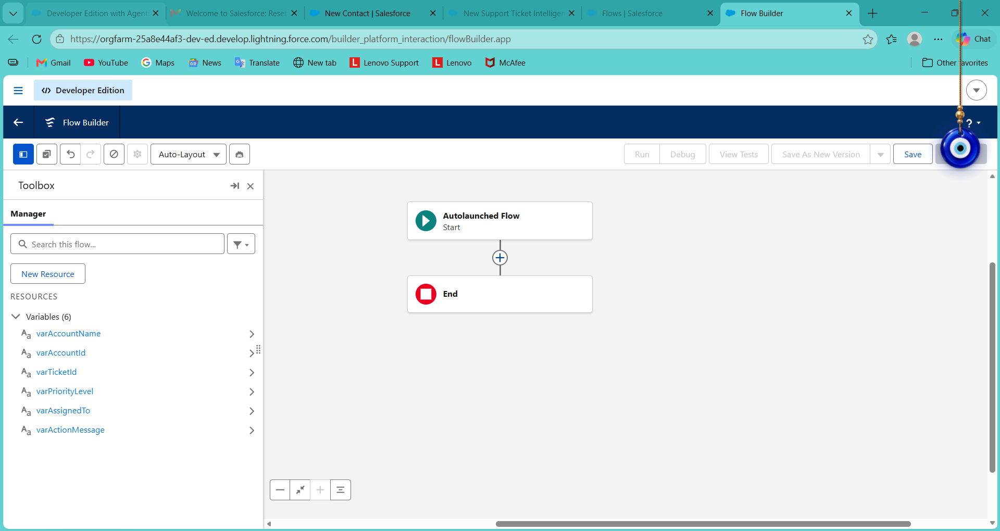 Developer Edition with Agent
Welcome to Salesforce: Reset
New Contact | Salesforce
New Support Ticket Intelligen
Flows | Salesforce
Flow Builder
https://orgfarm-25a8e44af3-dev-ed.develop.lightning.force.com/builder_platform_interaction/flowBuilder.app
Chat
Gmail
YouTube
Maps
News
Translate
New tab
Lenovo Support
Lenovo
McAfee
Other favorites
Developer Edition
Flow Builder
?
Auto-Layout
Run
Debug
View Tests
Save As New Version
Save
Toolbox
Manager
Search this flow...
New Resource
RESOURCES
Variables (6)
varAccountName
varAccountId
varTicketId
varPriorityLevel
varAssignedTo
varActionMessage
Autolaunched Flow
Start
End